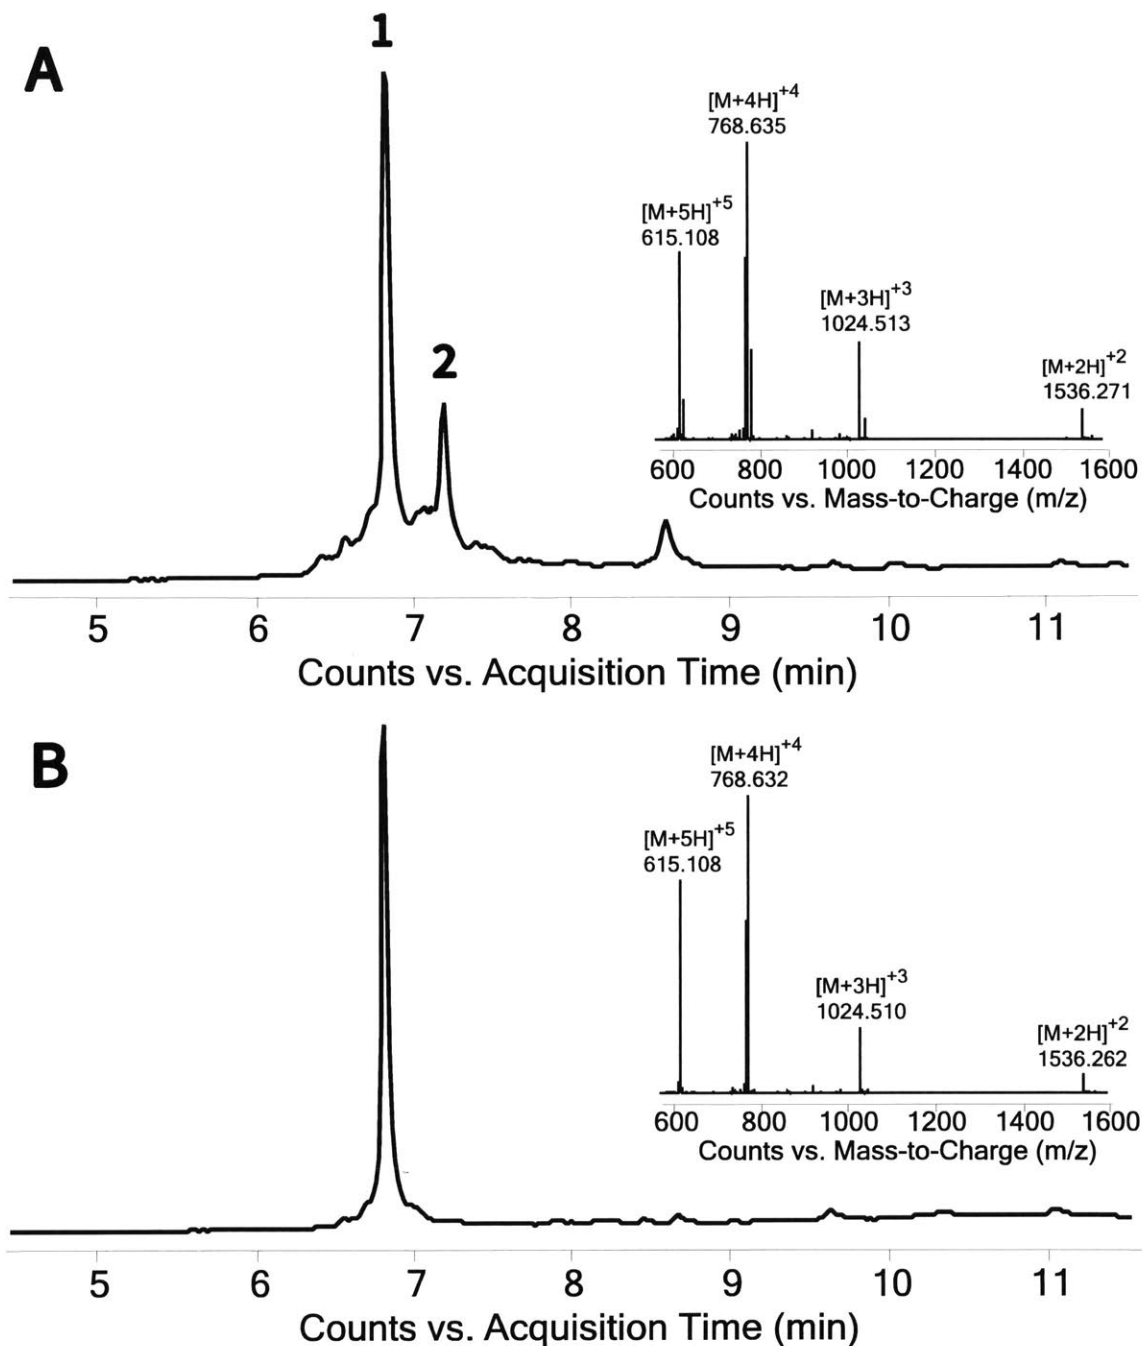 A
1
2
[M+4H]+4
768.635
[M+5H]+5
615.108
[M+3H]+3
1024.513
[M+2H]+2
1536.271
600 800 1000 1200 1400 1600
Counts vs. Mass-to-Charge (m/z)
5 6 7 8 9 10 11
Counts vs. Acquisition Time (min)
B
[M+4H]+4
768.632
[M+5H]+5
615.108
[M+3H]+3
1024.510
[M+2H]+2
1536.262
600 800 1000 1200 1400 1600
Counts vs. Mass-to-Charge (m/z)
5 6 7 8 9 10 11
Counts vs. Acquisition Time (min)